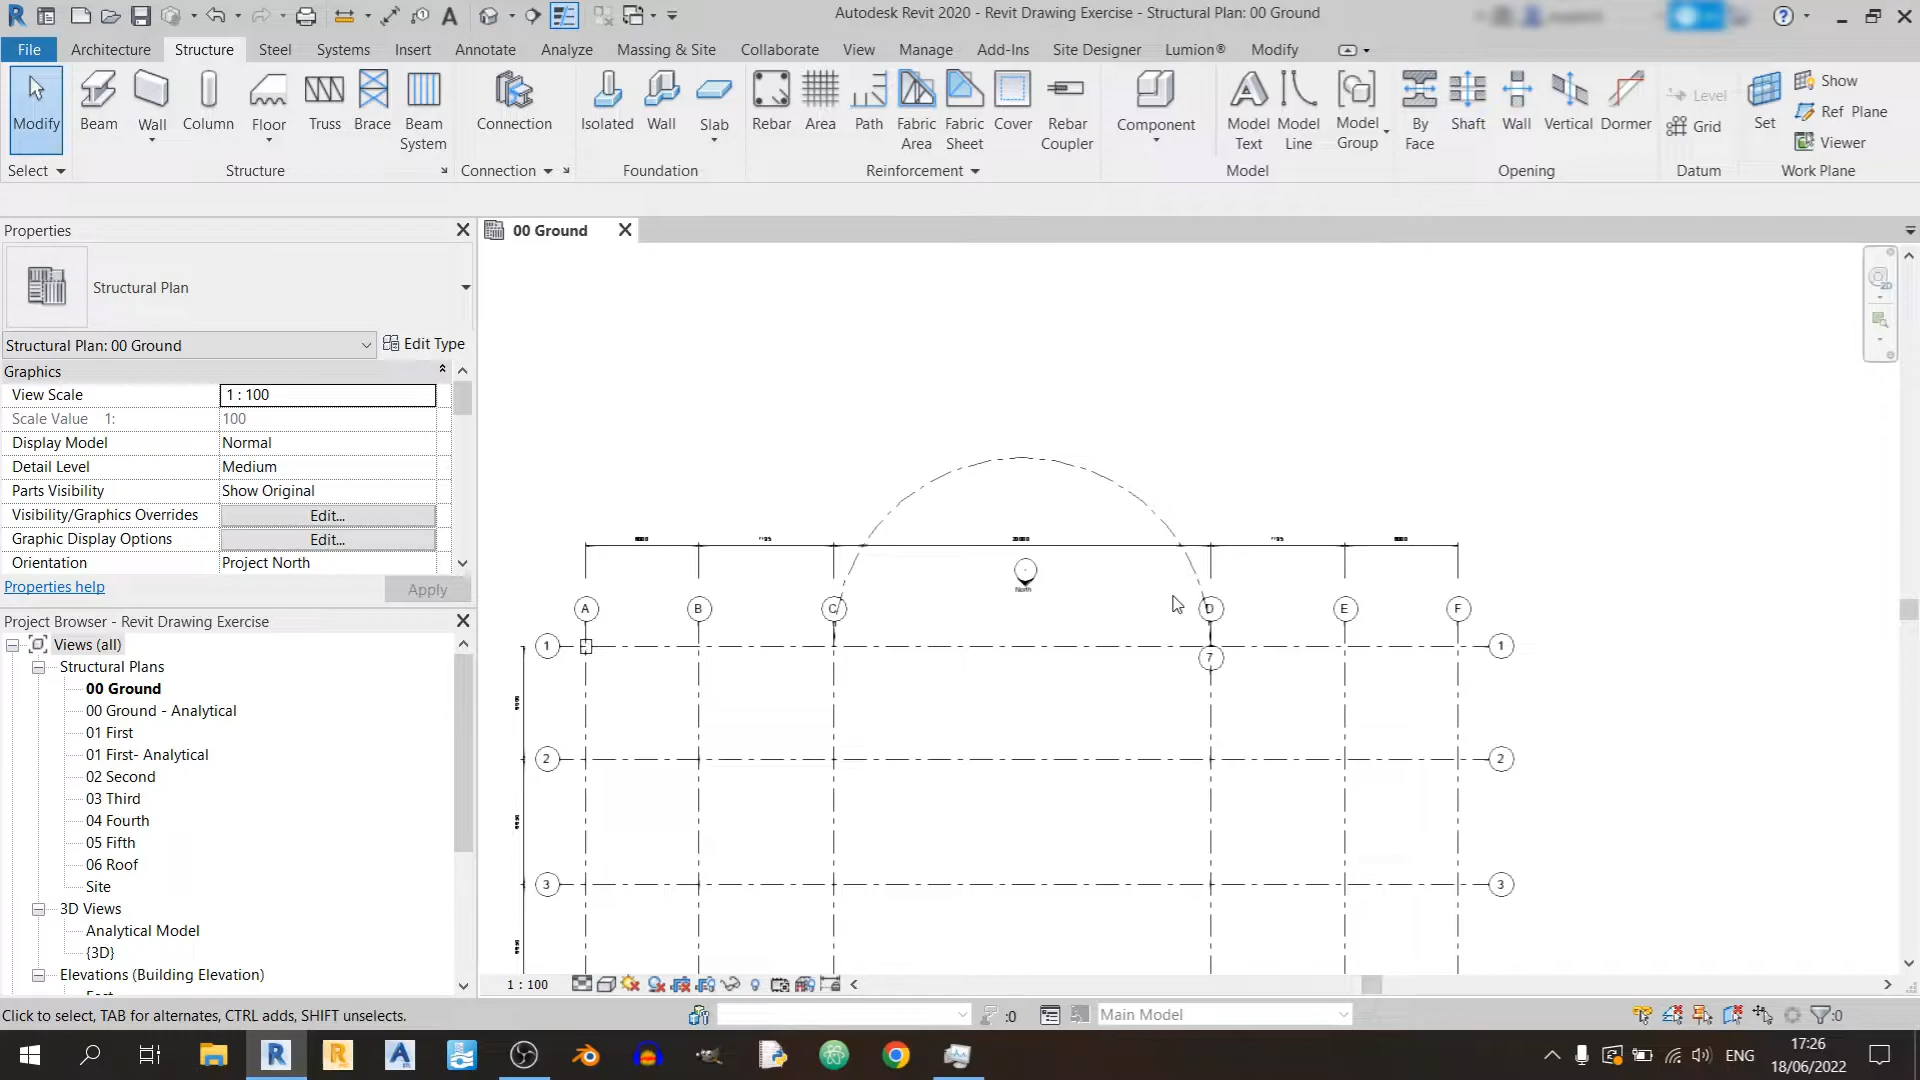 Autodesk Revit 2020 - Revit Drawing Exercise - Structural Plan: 00 Ground
File Architecture Structure Steel Systems Insert Annotate Analyze Massing & Site Collaborate View Manage Add-Ins Site Designer Lumion® Modify
Modify Beam Wall Column Floor Truss Brace Beam System Connection Isolated Wall Slab Rebar Area Path Fabric Area Fabric Sheet Cover Rebar Coupler Component Model Text Model Line Model Group By Face Shaft Wall Vertical Dormer Level Grid Set Show Ref Plane Viewer
Select Structure Connection Foundation Reinforcement Model Opening Datum Work Plane
Properties
00 Ground
Structural Plan
Structural Plan: 00 Ground Edit Type
Graphics
View Scale 1 : 100
Scale Value 1: 100
Display Model Normal
Detail Level Medium
Parts Visibility Show Original
Visibility/Graphics Overrides Edit...
Graphic Display Options Edit...
Orientation Project North
Properties help Apply
Project Browser - Revit Drawing Exercise
Views (all)
Structural Plans
00 Ground
00 Ground - Analytical
01 First
01 First- Analytical
02 Second
03 Third
04 Fourth
05 Fifth
06 Roof
Site
3D Views
Analytical Model
{3D}
Elevations (Building Elevation)
2D
North
A B C D E F
1 1
7
2 2
3 3
1 : 100
Click to select, TAB for alternates, CTRL adds, SHIFT unselects.
:0 Main Model :0
ENG
17:26
18/06/2022